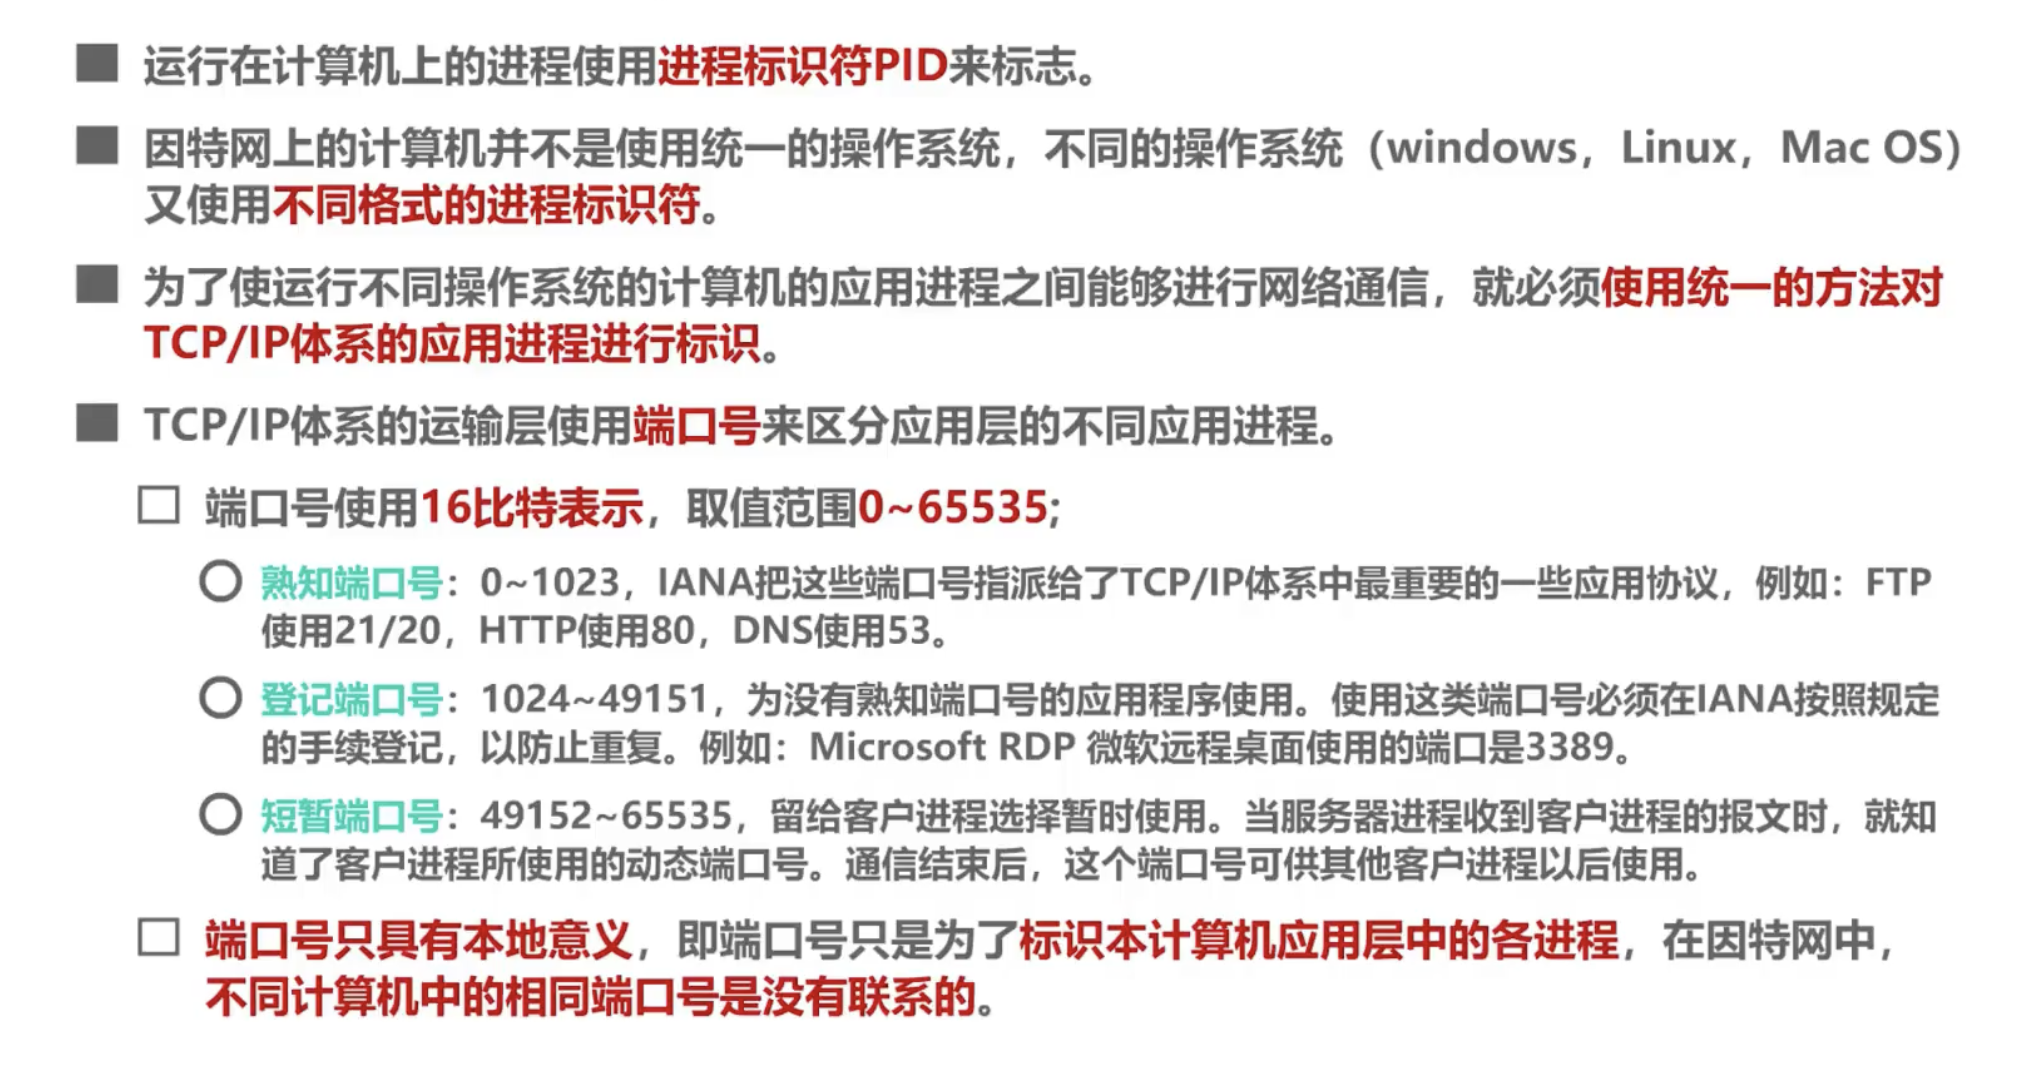 运行在计算机上的进程使用进程标识符PID来标志。
因特网上的计算机并不是使用统一的操作系统，不同的操作系统（windows，Linux，Mac OS）
又使用不同格式的进程标识符。
为了使运行不同操作系统的计算机的应用进程之间能够进行网络通信，就必须使用统一的方法对
TCP/IP体系的应用进程进行标识。
TCP/IP体系的运输层使用端口号来区分应用层的不同应用进程。
端口号使用16比特表示，取值范围0~65535;
熟知端口号：0~1023，IANA把这些端口号指派给了TCP/IP体系中最重要的一些应用协议，例如：FTP
使用21/20，HTTP使用80，DNS使用53。
登记端口号：1024~49151，为没有熟知端口号的应用程序使用。使用这类端口号必须在IANA按照规定
的手续登记，以防止重复。例如：Microsoft RDP 微软远程桌面使用的端口是3389。
短暂端口号：49152~65535，留给客户进程选择暂时使用。当服务器进程收到客户进程的报文时，就知
道了客户进程所使用的动态端口号。通信结束后，这个端口号可供其他客户进程以后使用。
端口号只具有本地意义，即端口号只是为了标识本计算机应用层中的各进程，在因特网中，
不同计算机中的相同端口号是没有联系的。